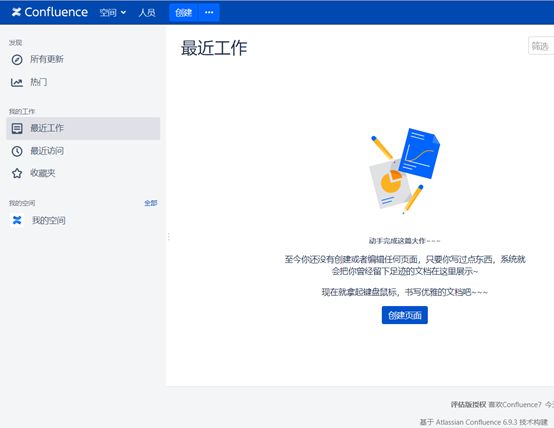 Confluence 空间 人员 创建 ···
发现
所有更新
热门
我的工作
最近工作
最近访问
收藏夹
我的空间 全部
我的空间
最近工作
筛选
动手完成这篇大作~~~
至今你还没有创建或者编辑任何页面，只要你写过点东西，系统就
会把你曾经留下足迹的文档在这里展示~
现在就拿起键盘鼠标，书写优雅的文档吧~~~
创建页面
评估版授权 喜欢Confluence? 今
基于 Atlassian Confluence 6.9.3 技术构建